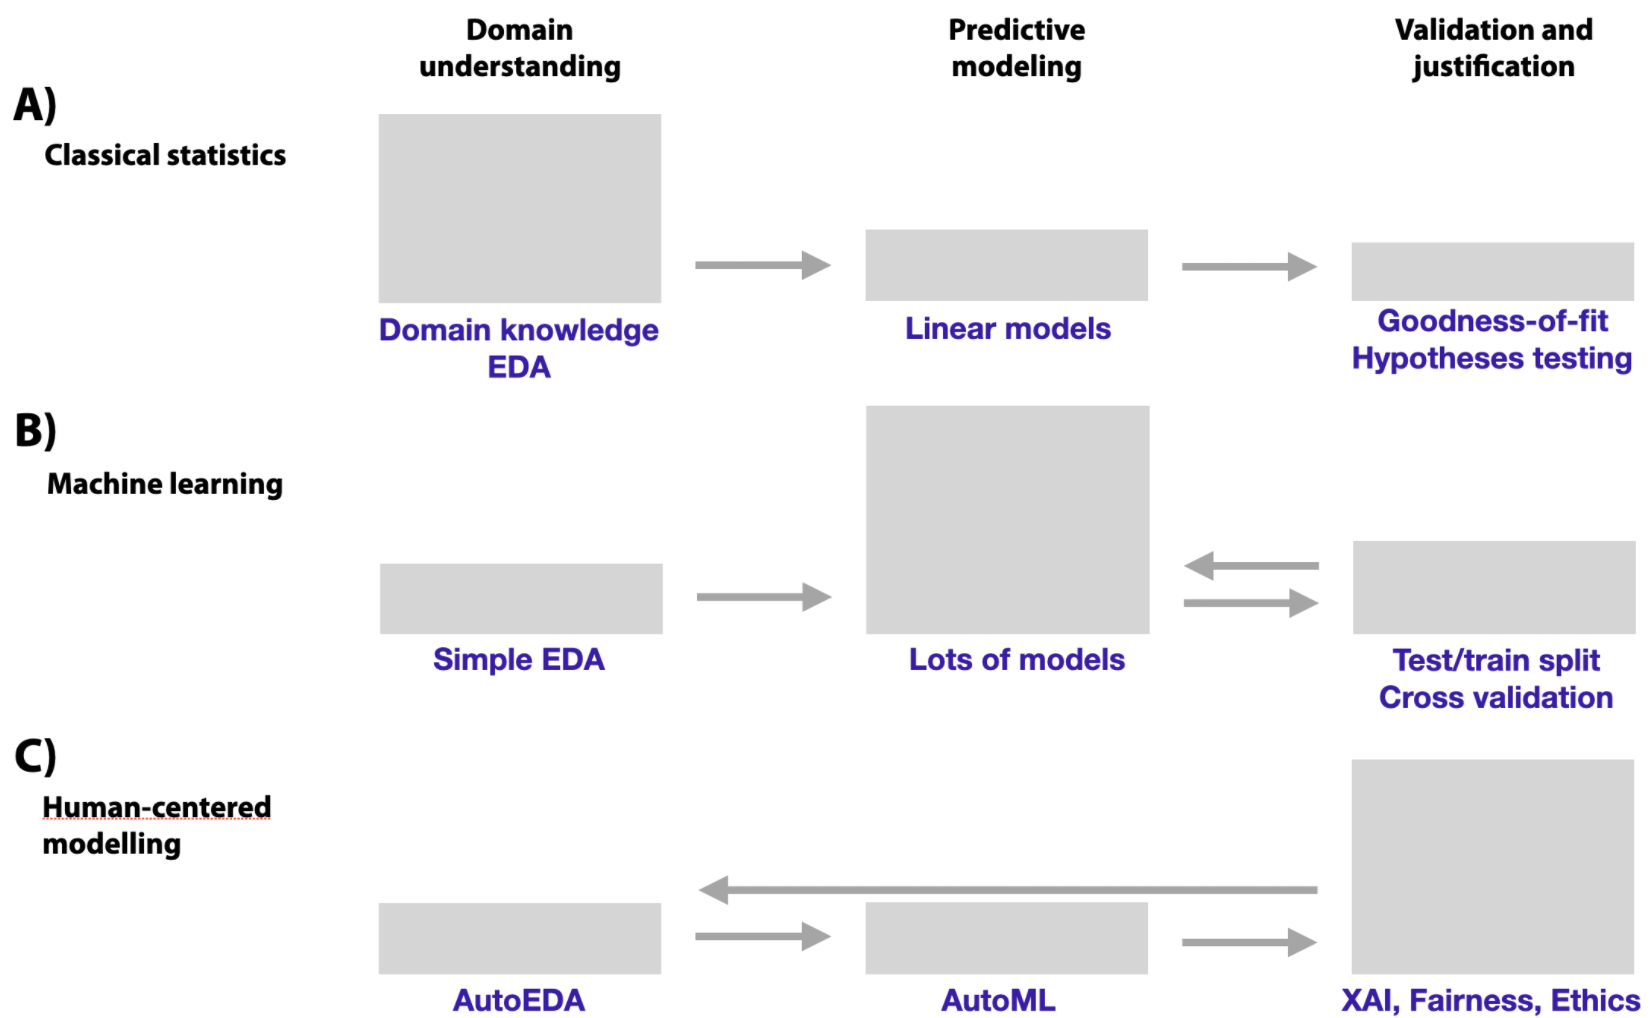 Domain
understanding
Predictive
modeling
Validation and
justification
A)
Classical statistics
Domain knowledge
EDA
Linear models
Goodness-of-fit
Hypotheses testing
B)
Machine learning
Simple EDA
Lots of models
Test/train split
Cross validation
C)
Human-centered
modelling
AutoEDA
AutoML
XAI, Fairness, Ethics